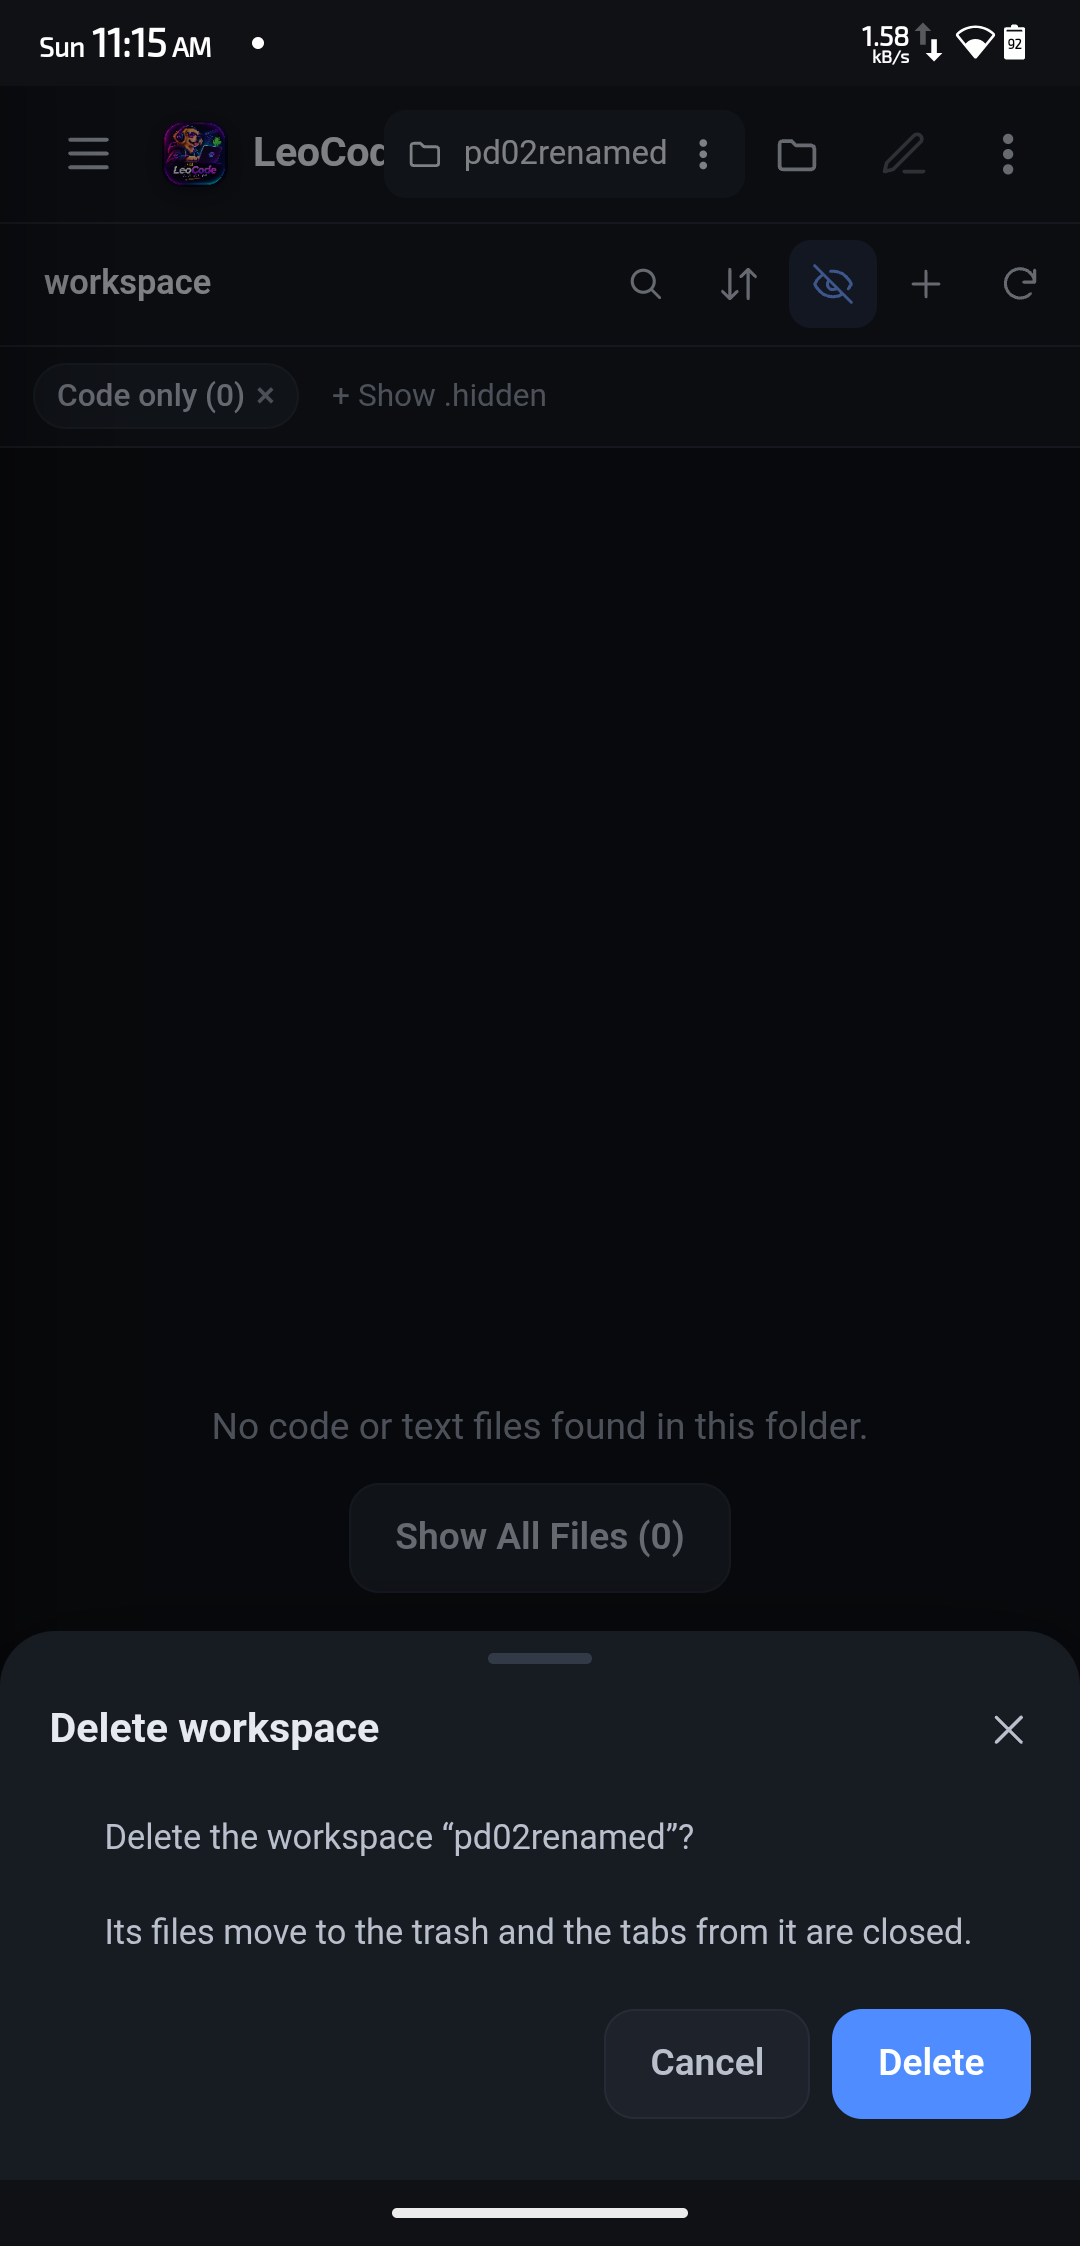 Sun 11:15 AM
1.58
kB/s
92
LeoCode
LeoCod
pd02renamed
workspace
Code only (0) ×
+ Show .hidden
No code or text files found in this folder.
Show All Files (0)
Delete workspace
Delete the workspace “pd02renamed”?
Its files move to the trash and the tabs from it are closed.
Cancel
Delete